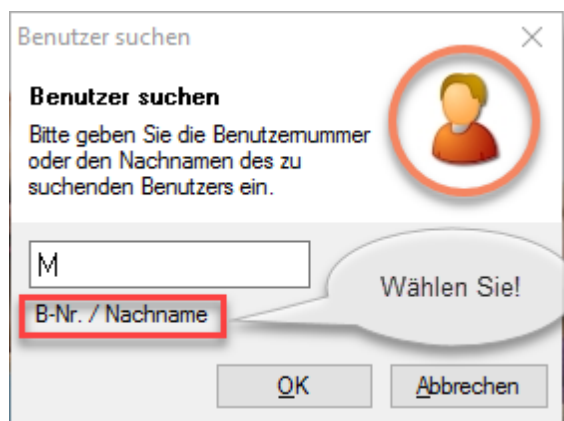 Benutzer suchen
Benutzer suchen
Bitte geben Sie die Benutzernummer
oder den Nachnamen des zu
suchenden Benutzers ein.
M
Wählen Sie!
B-Nr. / Nachname
OK
Abbrechen